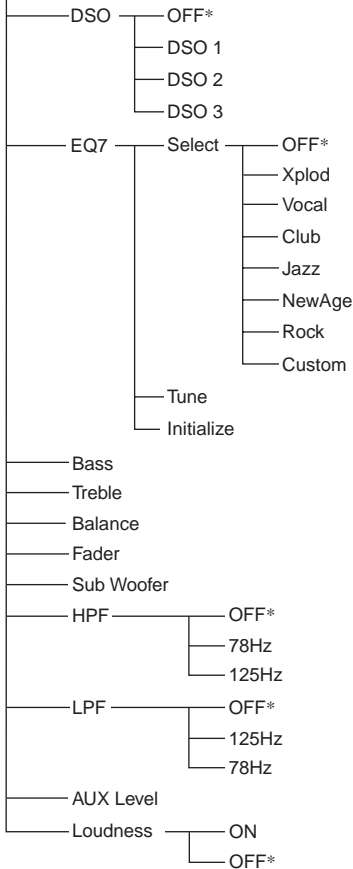 DSO OFF*
DSO 1
DSO 2
DSO 3
EQ7 Select OFF*
Xplod
Vocal
Club
Jazz
NewAge
Rock
Custom
Tune
Initialize
Bass
Treble
Balance
Fader
Sub Woofer
HPF OFF*
78Hz
125Hz
LPF OFF*
125Hz
78Hz
AUX Level
Loudness ON
OFF*